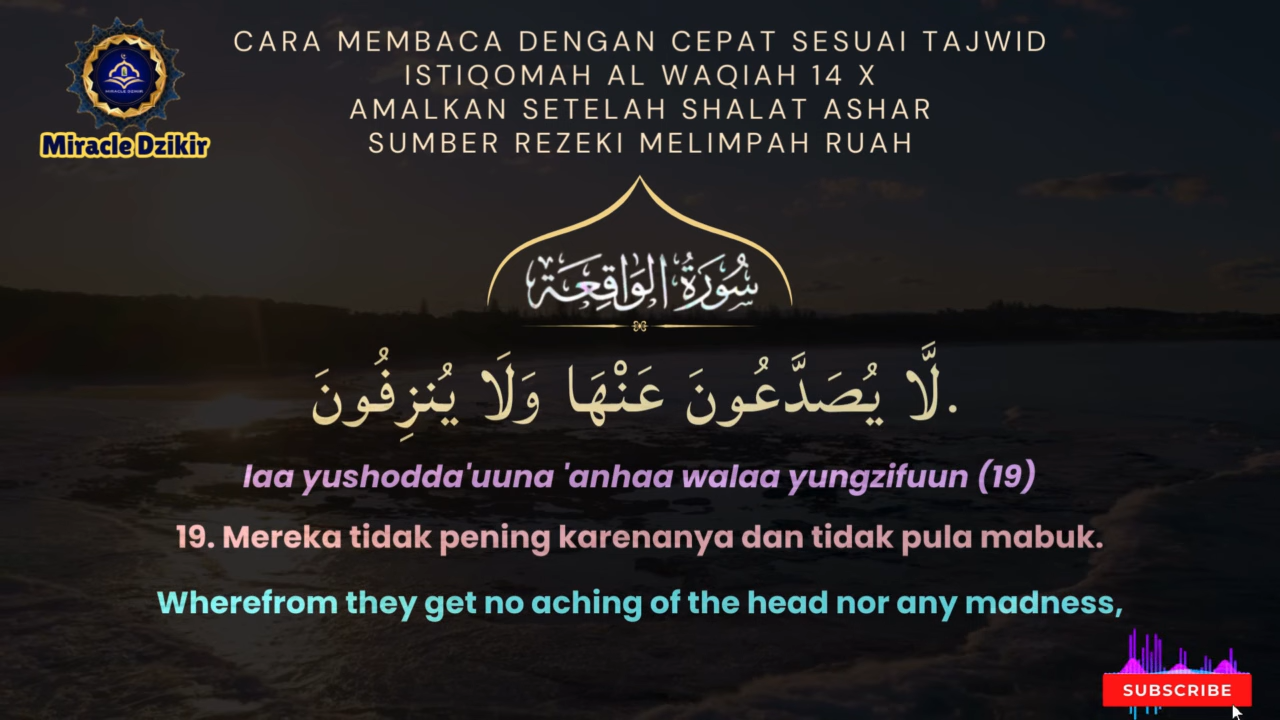 CARA MEMBACA DENGAN CEPAT SESUAI TAJWID
ISTIQOMAH AL WAQIAH 14 X
AMALKAN SETELAH SHALAT ASHAR
SUMBER REZEKI MELIMPAH RUAH
MIRACLE DZIKIR
Miracle Dzikir
سُورَةُ الوَاقِعَة
لَّا يُصَدَّعُونَ عَنْهَا وَلَا يُنزِفُونَ.
laa yushodda'uuna 'anhaa walaa yungzifuun (19)
19. Mereka tidak pening karenanya dan tidak pula mabuk.
Wherefrom they get no aching of the head nor any madness,
SUBSCRIBE